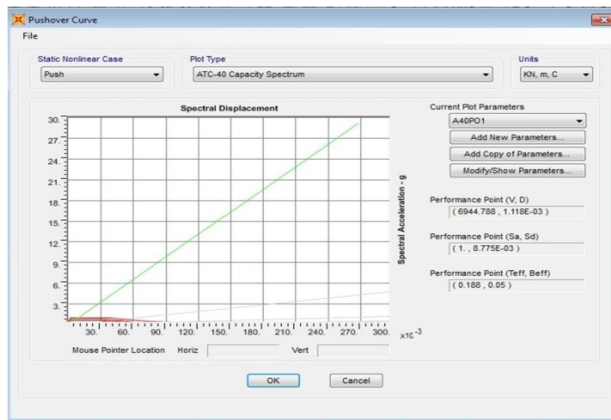 Pushover Curve
File
Static Nonlinear Case
Plot Type
Units
Push
ATC-40 Capacity Spectrum
KN, m, C
Spectral Displacement
Current Plot Parameters
A40PO1
Add New Parameters...
Add Copy of Parameters...
Modify/Show Parameters...
30.
27.
24.
21.
18.
15.
12.
9.
6.
3.
Spectral Acceleration - g
Performance Point (V, D)
( 6944.788 , 1.118E-03 )
Performance Point (Sa, Sd)
( 1. , 8.775E-03 )
Performance Point (Teff, Beff)
( 0.188 , 0.05 )
30. 60. 90. 120. 150. 180. 210. 240. 270. 300. x10 -3
Mouse Pointer Location Horiz Vert
OK Cancel